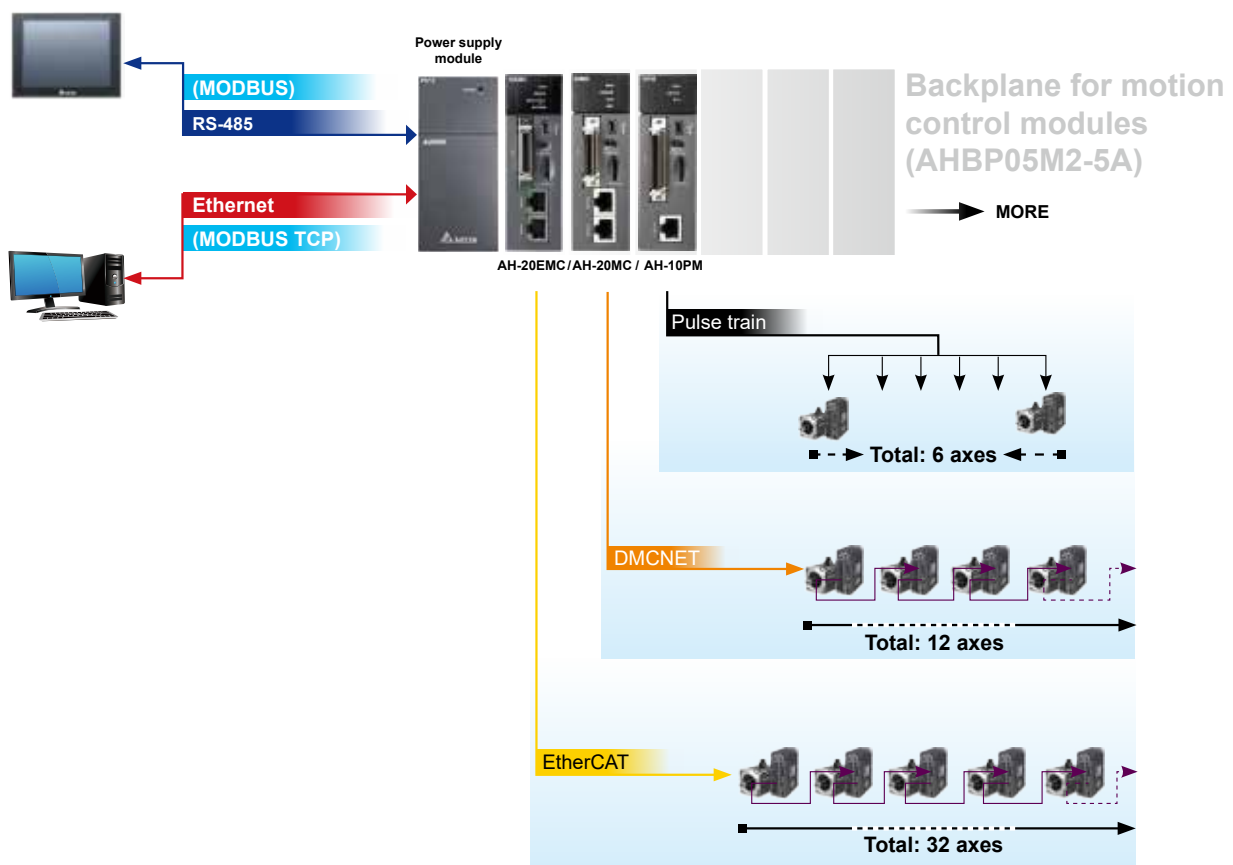 Power supply
module
(MODBUS)
RS-485
Ethernet
(MODBUS TCP)
Backplane for motion
control modules
(AHBP05M2-5A)
MORE
AH-20EMC/AH-20MC / AH-10PM
Pulse train
Total: 6 axes
DMCNET
Total: 12 axes
EtherCAT
Total: 32 axes